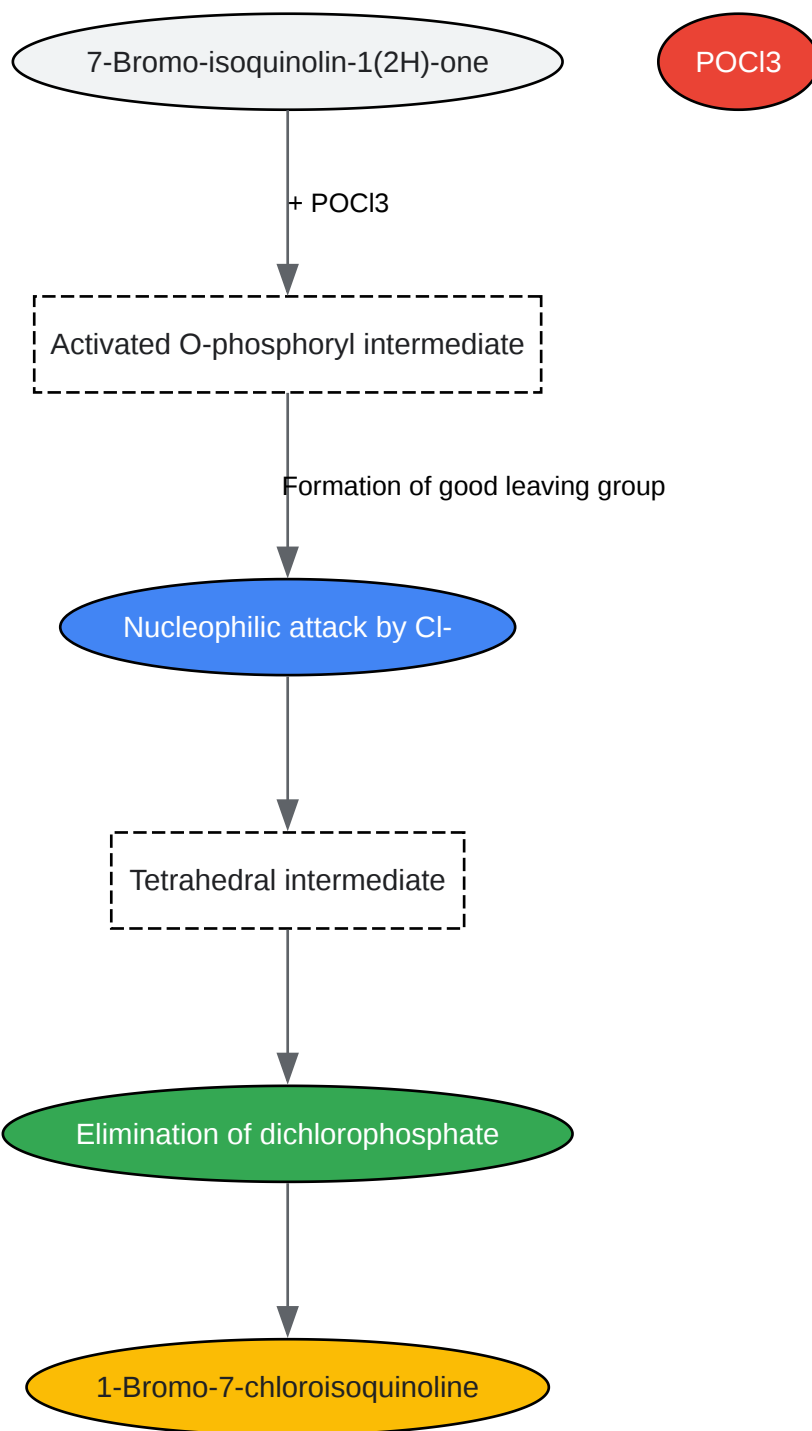 7-Bromo-isoquinolin-1(2H)-one
POCl3
+ POCl3
Activated O-phosphoryl intermediate
Formation of good leaving group
Nucleophilic attack by Cl-
Tetrahedral intermediate
Elimination of dichlorophosphate
1-Bromo-7-chloroisoquinoline